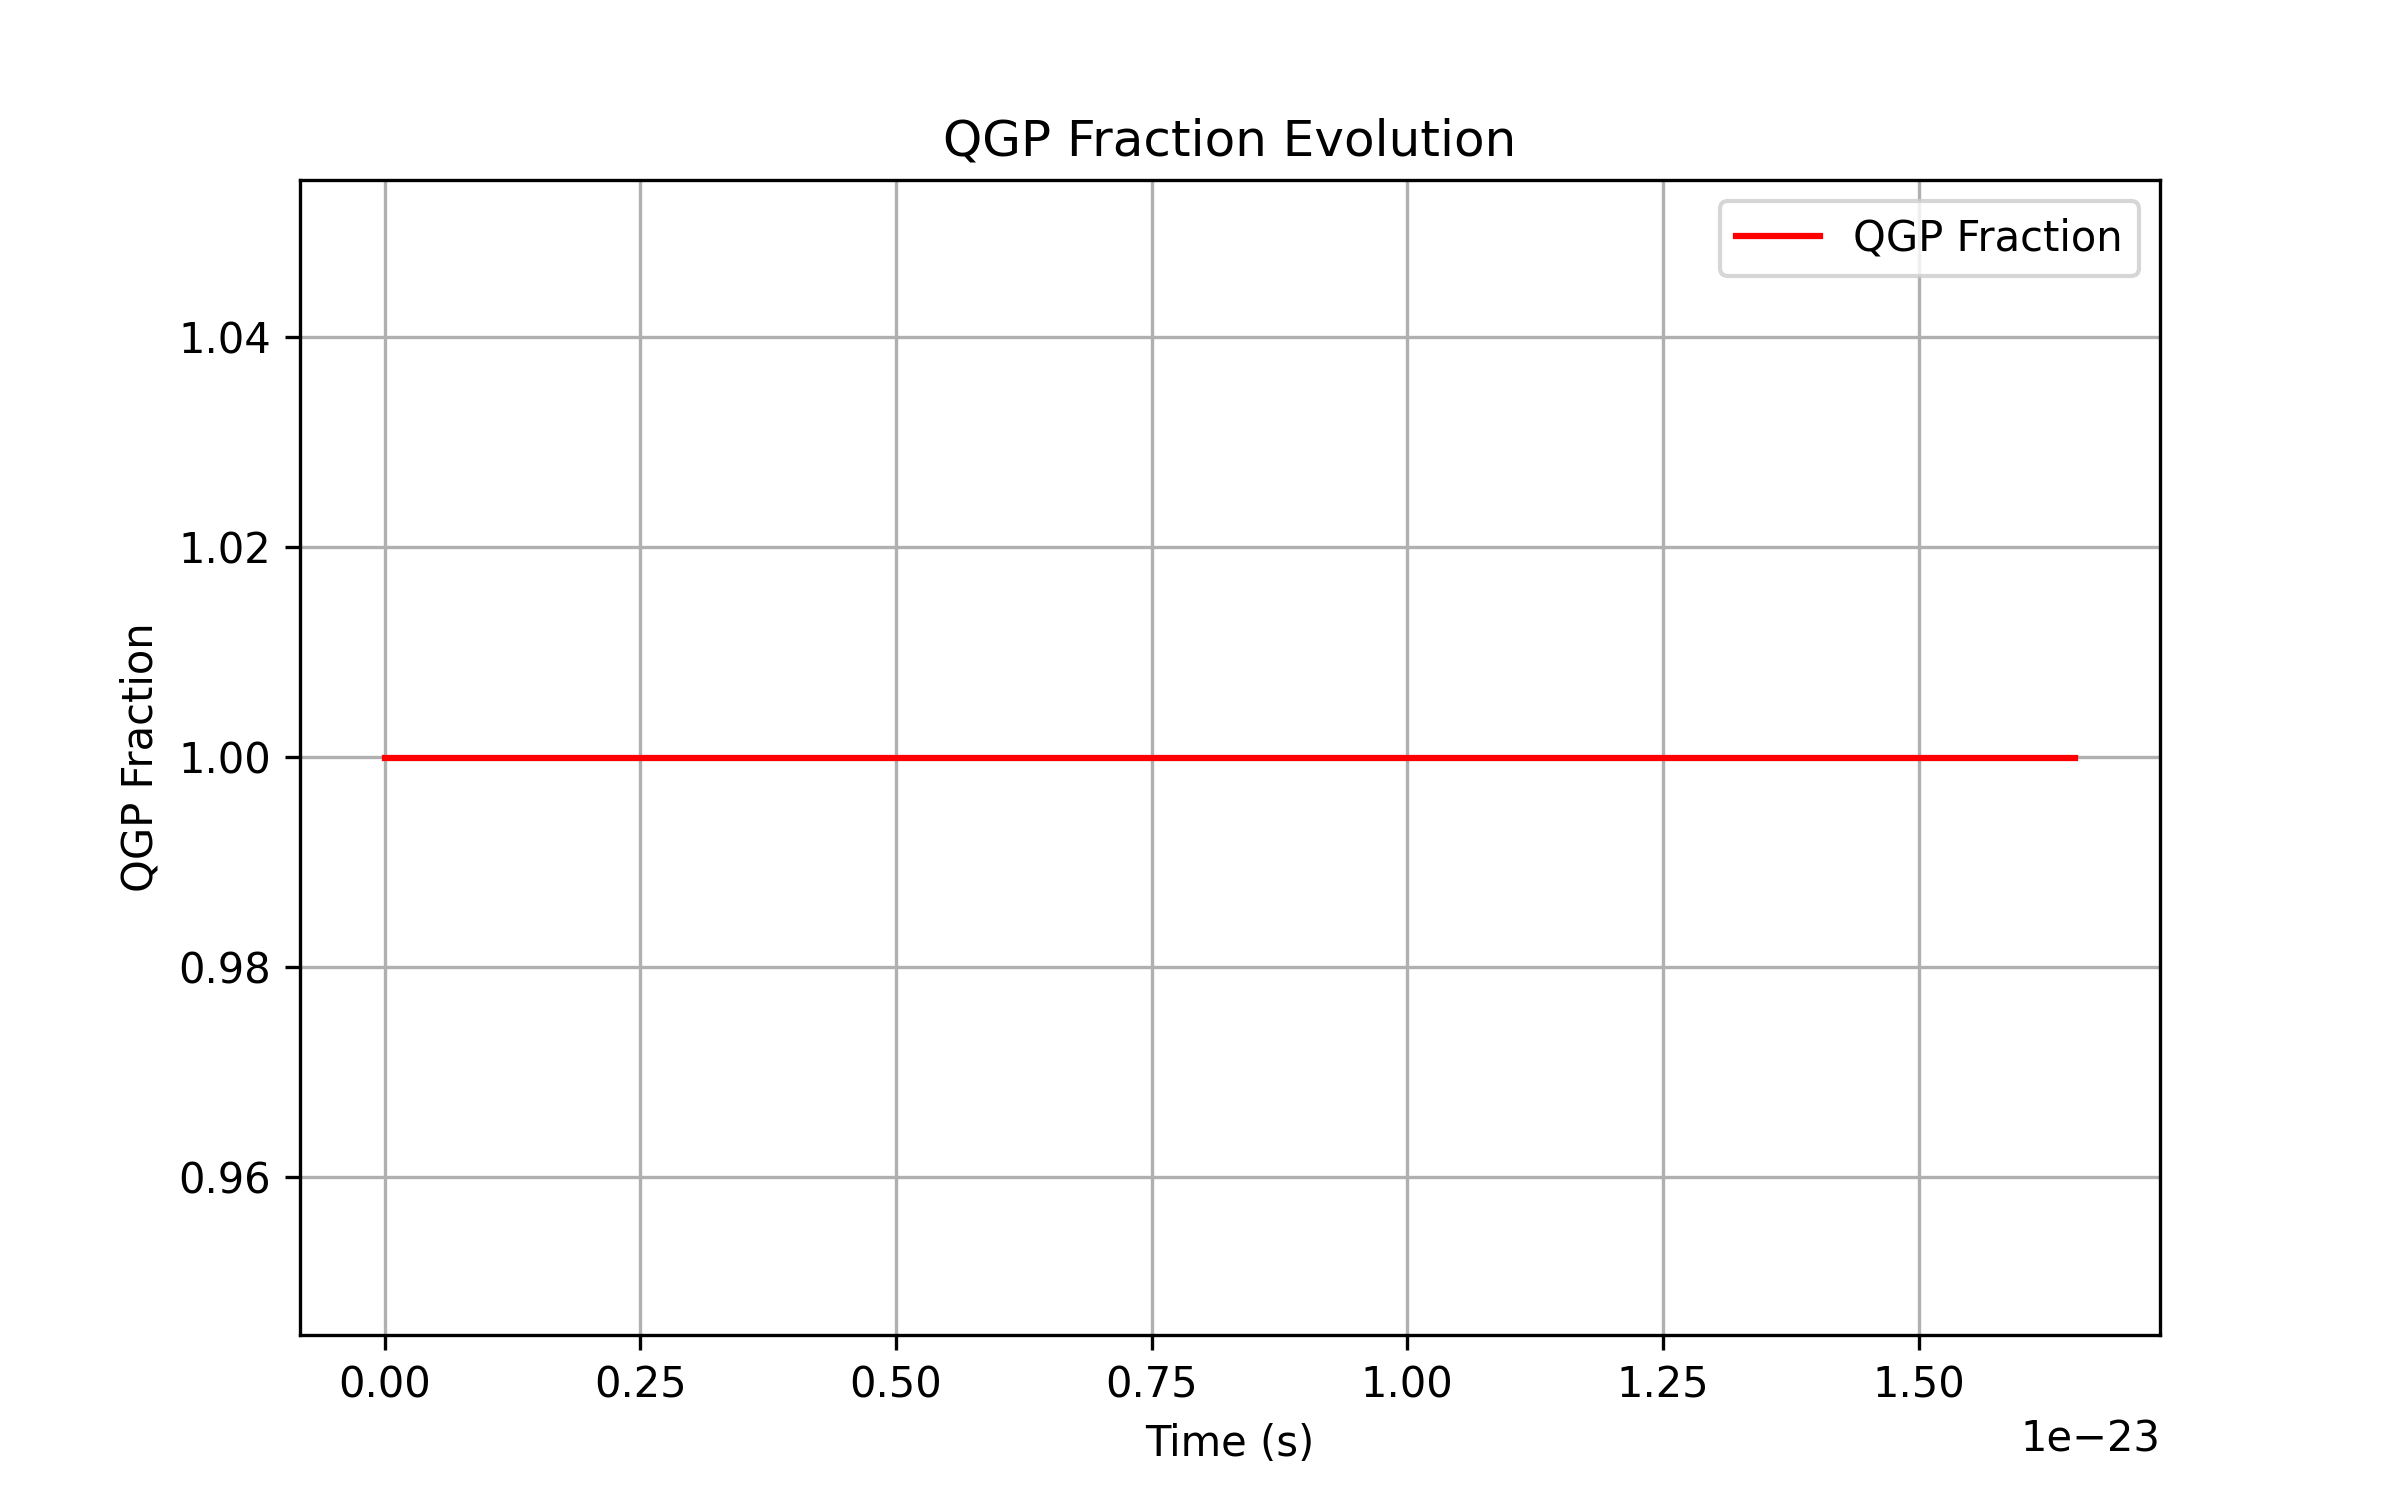 QGP Fraction Evolution
QGP Fraction
1.04
1.02
1.00
0.98
0.96
QGP Fraction
0.00 0.25 0.50 0.75 1.00 1.25 1.50
1e−23
Time (s)